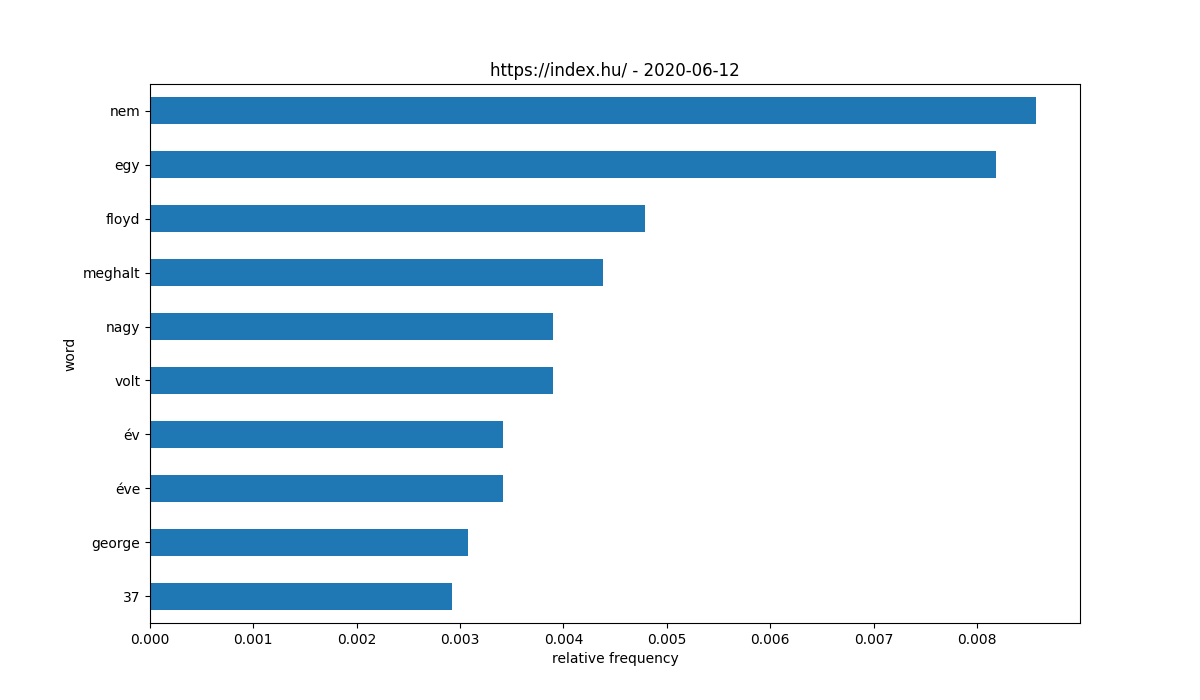 https://index.hu/ - 2020-06-12
nem
egy
floyd
meghalt
nagy
volt
év
éve
george
37
word
0.000 0.001 0.002 0.003 0.004 0.005 0.006 0.007 0.008
relative frequency